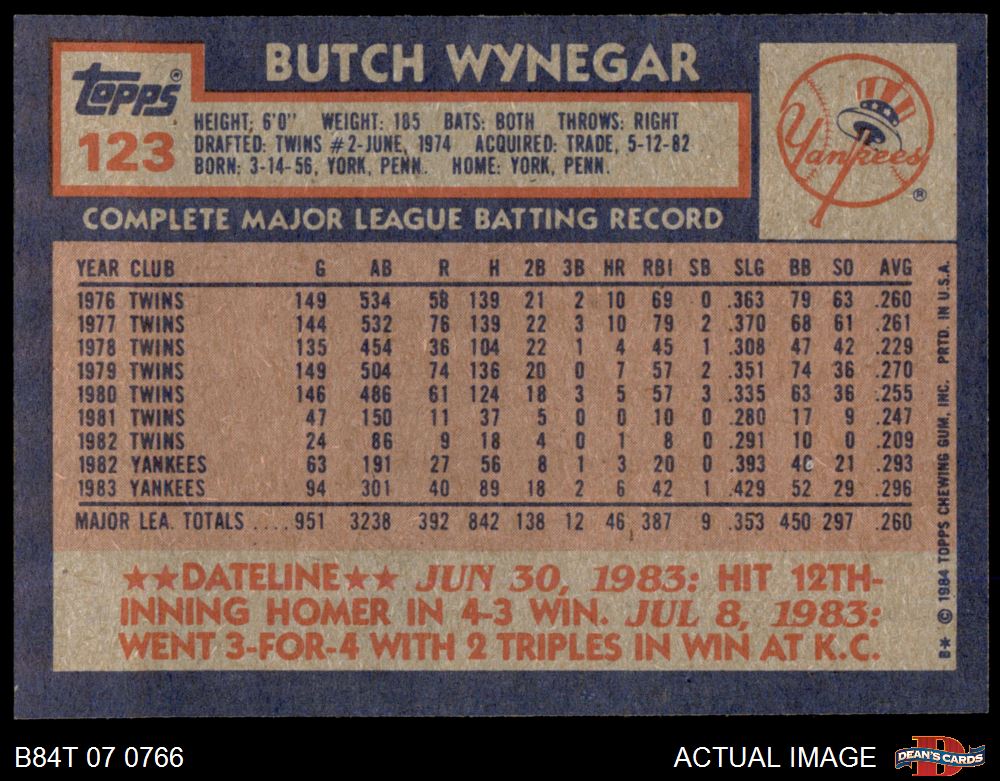 Topps®
BUTCH WYNEGAR
123
HEIGHT: 6'0" WEIGHT: 185 BATS: BOTH THROWS: RIGHT
DRAFTED: TWINS #2-JUNE, 1974 ACQUIRED: TRADE, 5-12-82
BORN: 3-14-56, YORK, PENN. HOME: YORK, PENN.
Yankees ®
COMPLETE MAJOR LEAGUE BATTING RECORD
YEAR CLUB G AB R H 2B 3B HR RBI SB SLG BB SO AVG
1976 TWINS 149 534 58 139 21 2 10 69 0 .363 79 63 .260
1977 TWINS 144 532 76 139 22 3 10 79 2 .370 68 61 .261
1978 TWINS 135 454 36 104 22 1 4 45 1 .308 47 42 .229
1979 TWINS 149 504 74 136 20 0 7 57 2 .351 74 36 .270
1980 TWINS 146 486 61 124 18 3 5 57 3 .335 63 36 .255
1981 TWINS 47 150 11 37 5 0 0 10 0 .280 17 9 .247
1982 TWINS 24 86 9 18 4 0 1 8 0 .291 10 0 .209
1982 YANKEES 63 191 27 56 8 1 3 20 0 .393 40 21 .293
1983 YANKEES 94 301 40 89 18 2 6 42 1 .429 52 29 .296
MAJOR LEA. TOTALS .... 951 3238 392 842 138 12 46 387 9 .353 450 297 .260
★★DATELINE★★ JUN 30, 1983: HIT 12TH-
INNING HOMER IN 4-3 WIN. JUL 8, 1983:
WENT 3-FOR-4 WITH 2 TRIPLES IN WIN AT K.C.
B* © 1984 TOPPS CHEWING GUM, INC. PRTD. IN U.S.A.
B84T 07 0766
ACTUAL IMAGE
DEAN'S CARDS